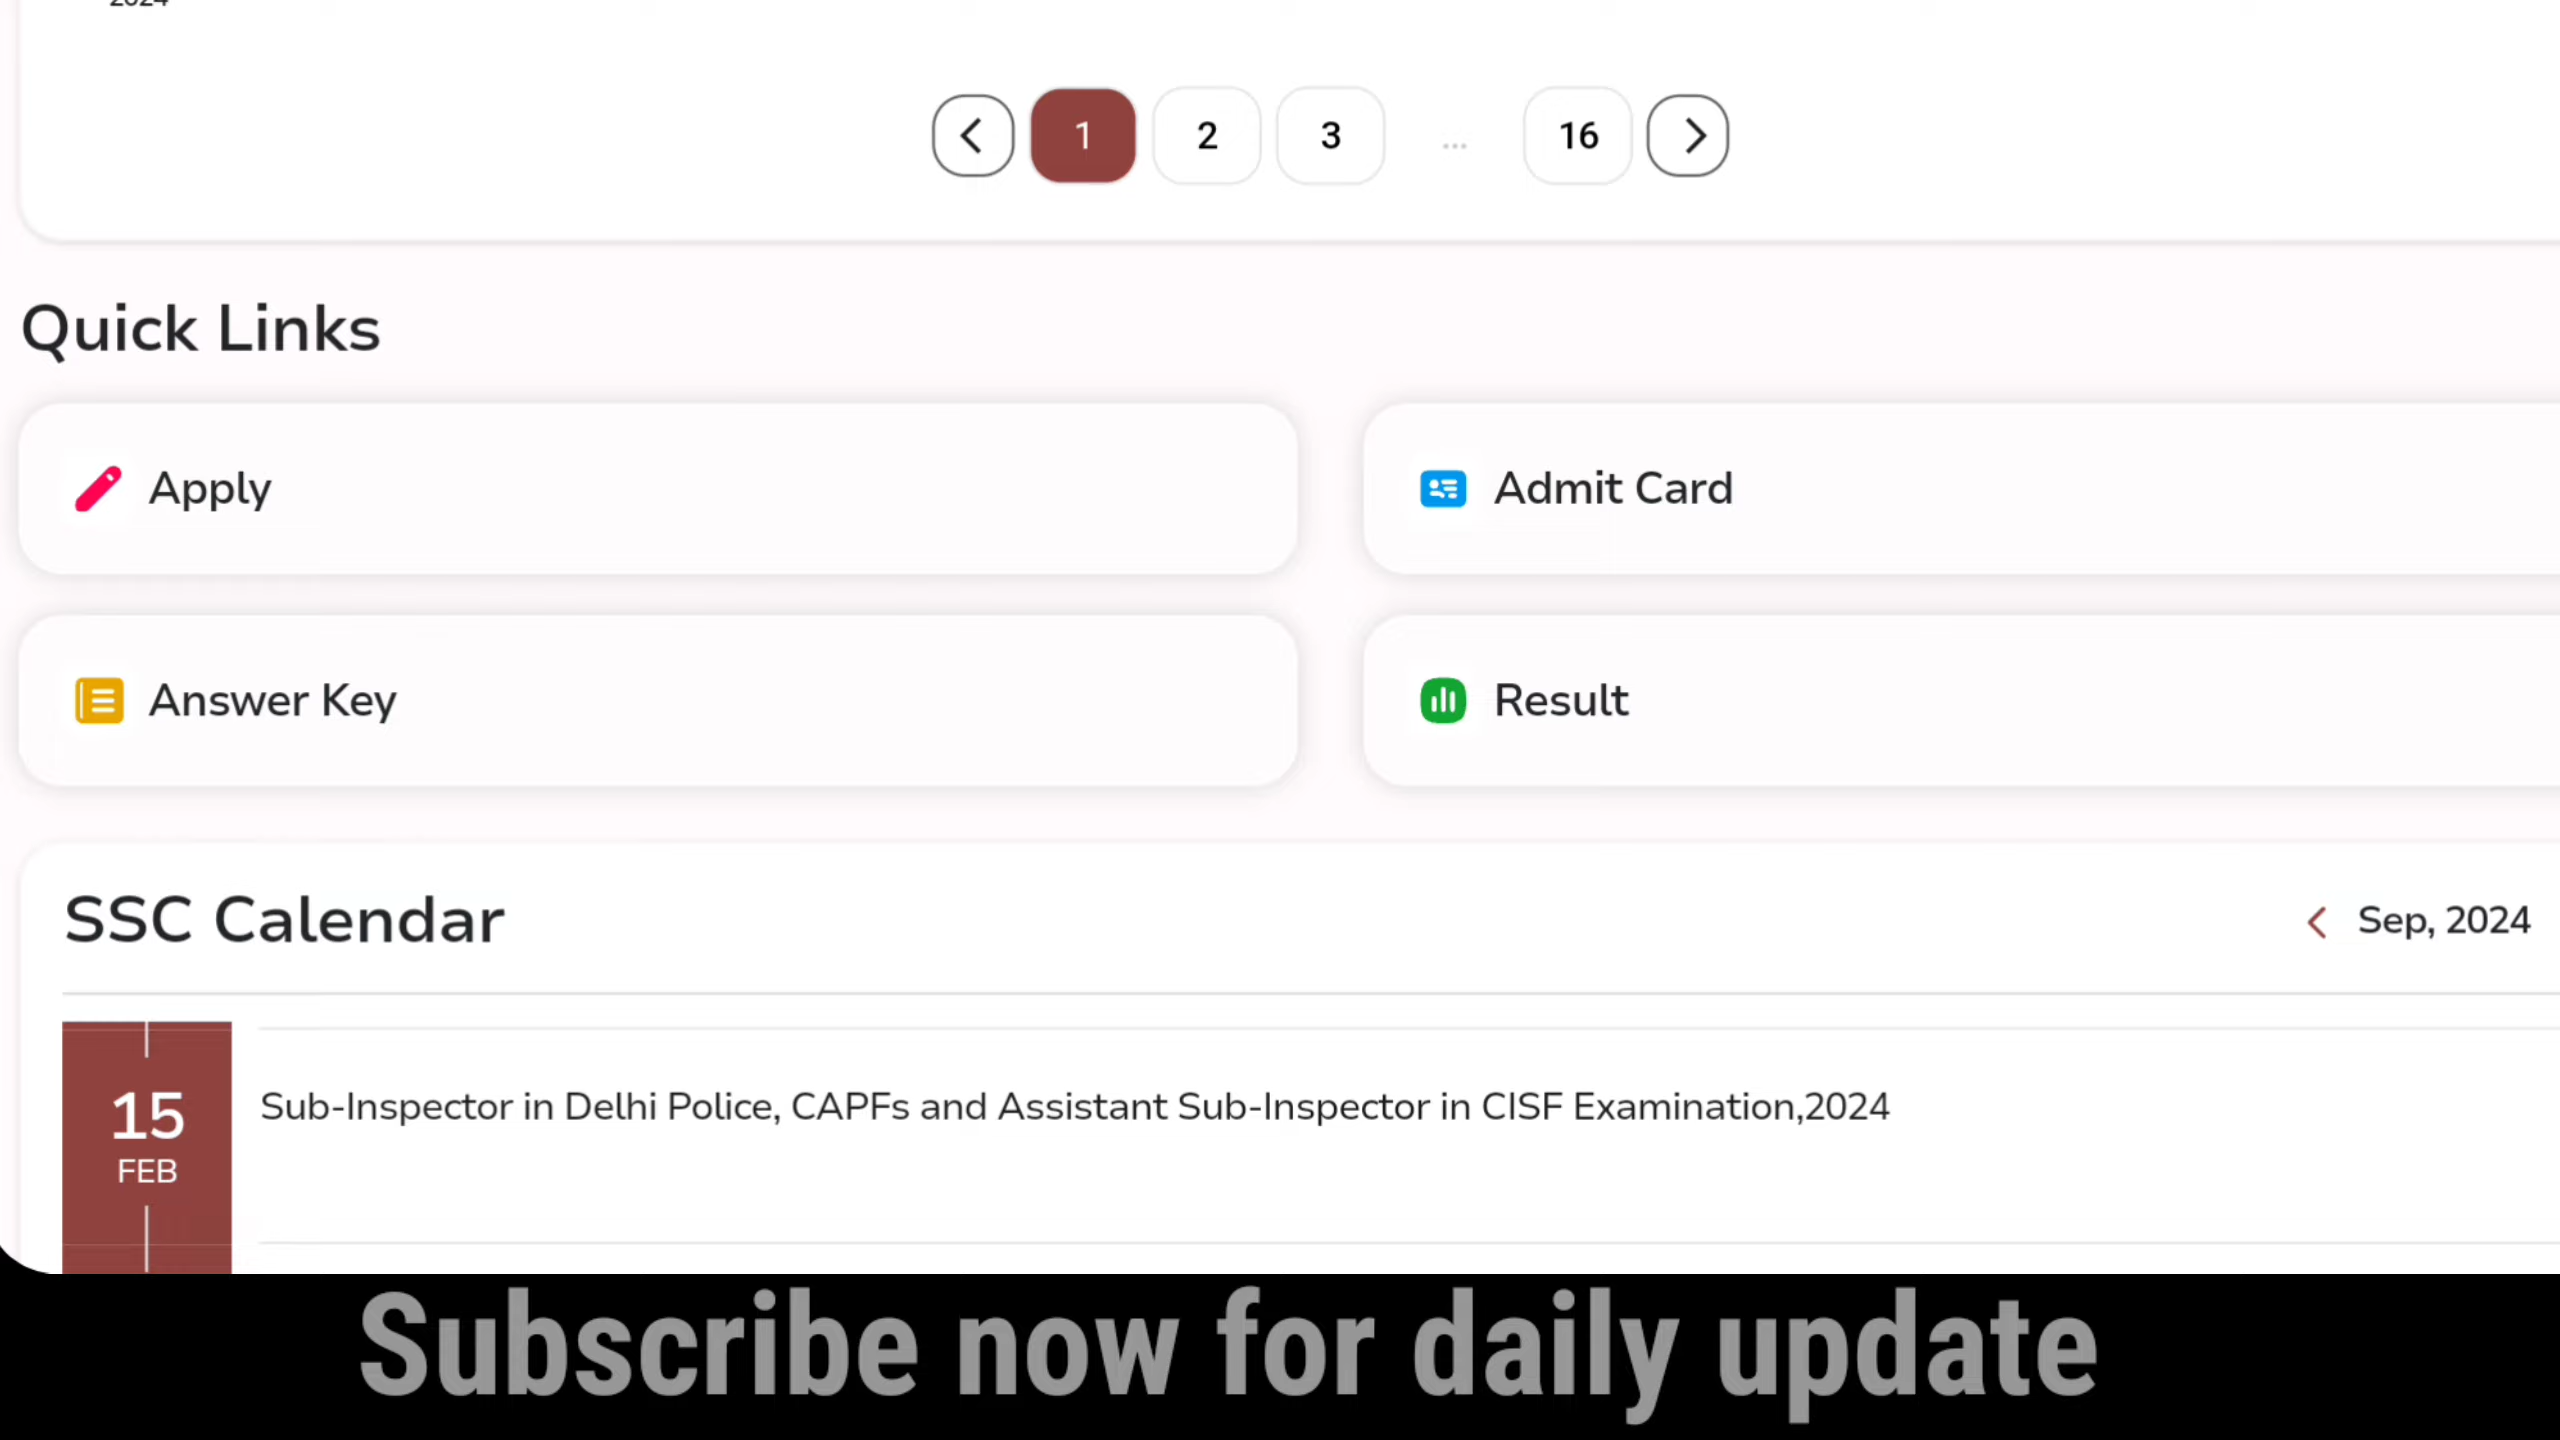 2024
1 2 3 ... 16
Quick Links
Apply
Admit Card
Answer Key
Result
SSC Calendar
Sep, 2024
15
FEB
Sub-Inspector in Delhi Police, CAPFs and Assistant Sub-Inspector in CISF Examination,2024
Subscribe now for daily update